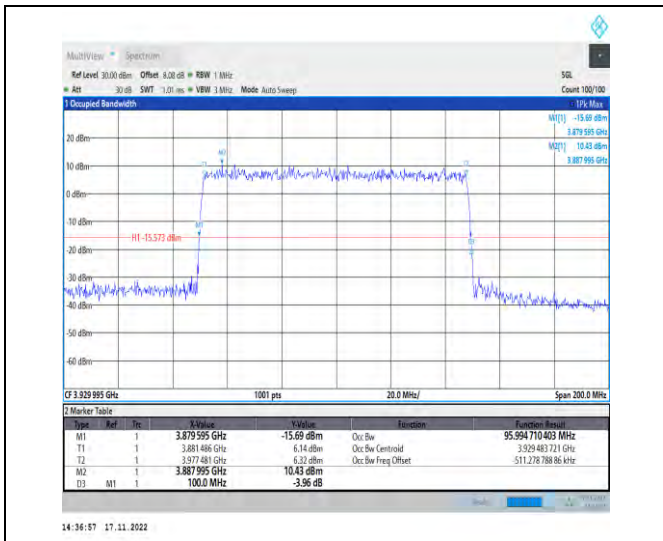 MultiView Spectrum
Ref Level 30.00 dBm Offset 8.00 dB RBW 1 MHz SGL
Att 30 dB SWT 1.01 ms VBW 3 MHz Mode Auto Sweep Count 100/100
1 Occupied Bandwidth 1Pk Max
M1[1] -15.69 dBm
3.879 595 GHz
M2[1] 10.43 dBm
3.887 995 GHz
20 dBm
M2
T1
T2
10 dBm
0 dBm
-10 dBm
M1
H1 -15.573 dBm
D3
-20 dBm
-30 dBm
-40 dBm
-50 dBm
-60 dBm
CF 3.929 995 GHz 1001 pts 20.0 MHz/ Span 200.0 MHz
2 Marker Table
Type Ref Trc X-Value Y-Value Function Function Result
M1 1 3.879 595 GHz -15.69 dBm Occ Bw 95.994 710 403 MHz
T1 1 3.881 486 GHz 6.14 dBm Occ Bw Centroid 3.929 483 721 GHz
T2 1 3.977 481 GHz 6.32 dBm Occ Bw Freq Offset -511.278 788 86 kHz
M2 1 3.887 995 GHz 10.43 dBm
D3 M1 1 100.0 MHz -3.96 dB
14:36:57 17.11.2022